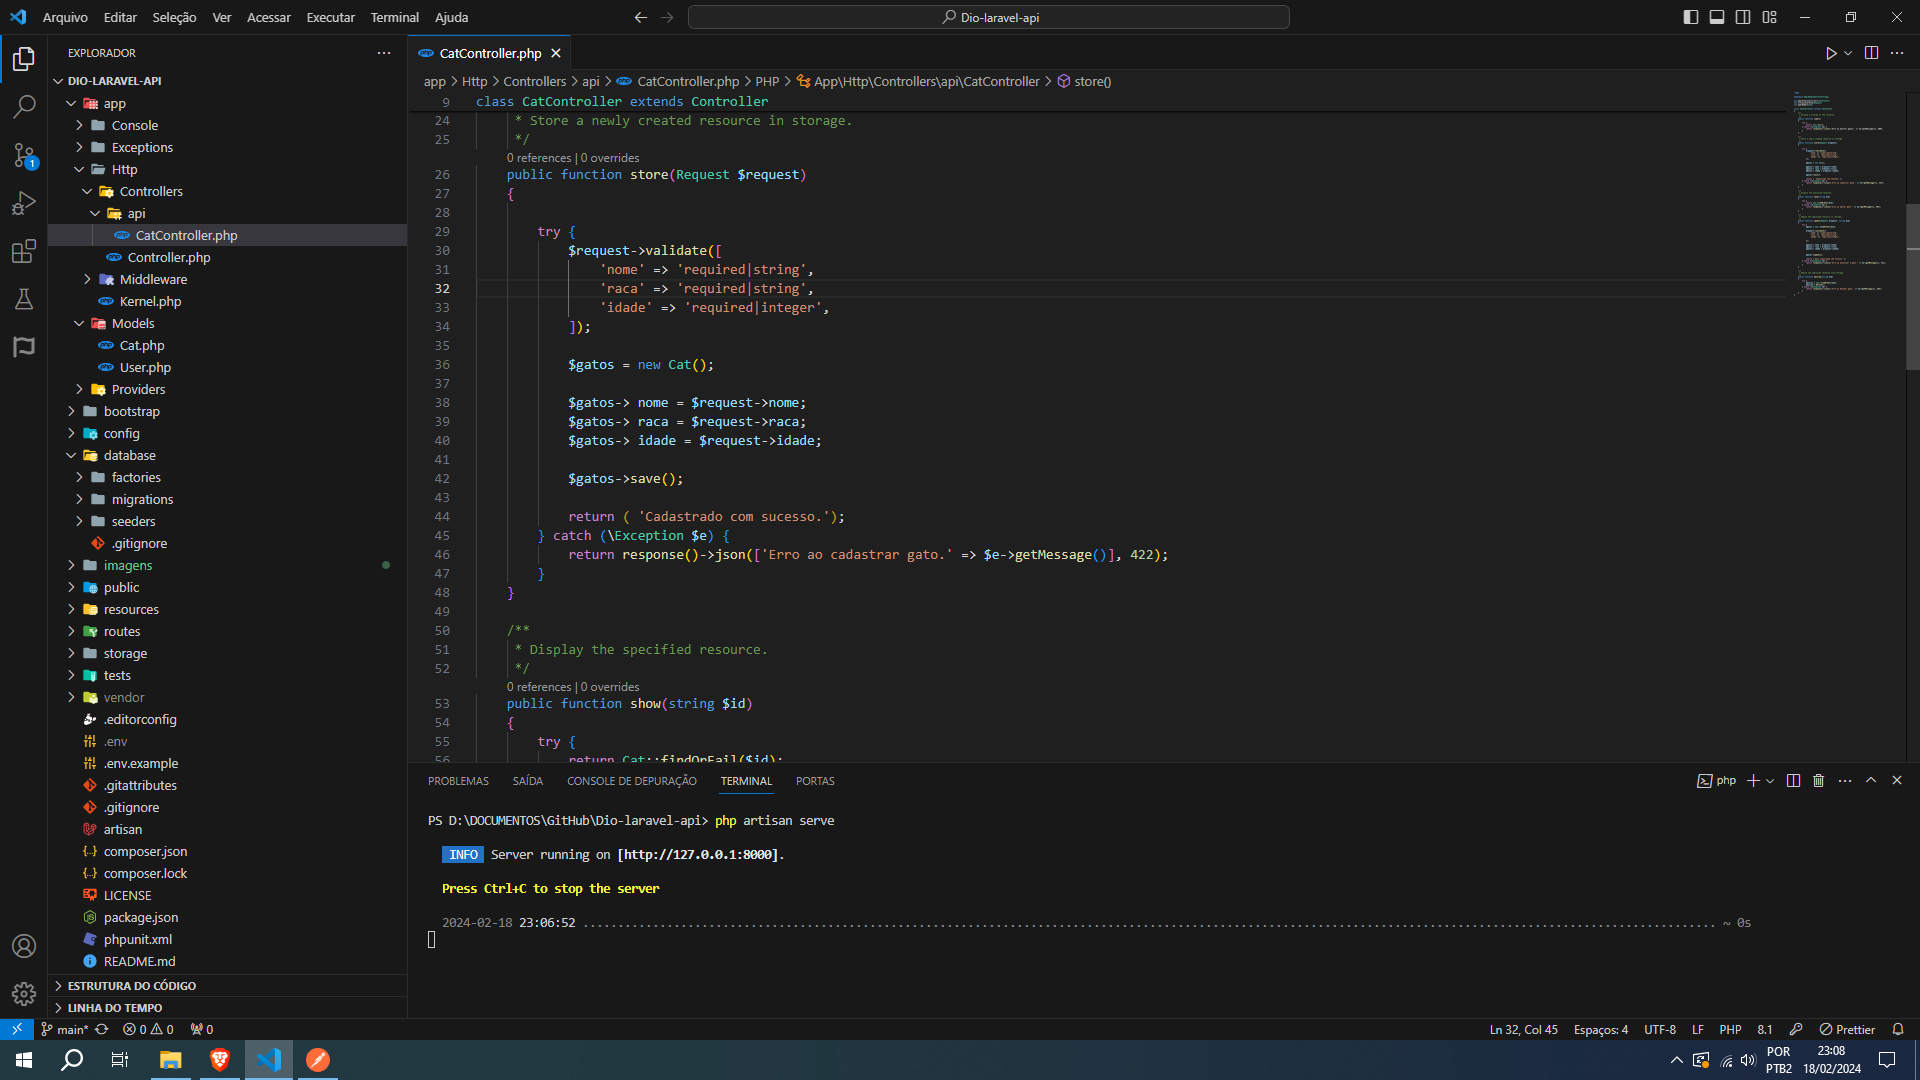 Arquivo Editar Seleção Ver Acessar Executar Terminal Ajuda
Dio-laravel-api
EXPLORADOR
DIO-LARAVEL-API
app
Console
Exceptions
Http
Controllers
api
CatController.php
Controller.php
Middleware
Kernel.php
Models
Cat.php
User.php
Providers
bootstrap
config
database
factories
migrations
seeders
.gitignore
imagens
public
resources
routes
storage
tests
vendor
.editorconfig
.env
.env.example
.gitattributes
.gitignore
artisan
composer.json
composer.lock
LICENSE
package.json
phpunit.xml
README.md
ESTRUTURA DO CÓDIGO
LINHA DO TEMPO
1
CatController.php
app > Http > Controllers > api > CatController.php > PHP > App\Http\Controllers\api\CatController > store()
9 class CatController extends Controller
24 * Store a newly created resource in storage.
25 */
0 references | 0 overrides
26 public function store(Request $request)
27 {
28
29 try {
30 $request->validate([
31 'nome' => 'required|string',
32 'raca' => 'required|string',
33 'idade' => 'required|integer',
34 ]);
35
36 $gatos = new Cat();
37
38 $gatos-> nome = $request->nome;
39 $gatos-> raca = $request->raca;
40 $gatos-> idade = $request->idade;
41
42 $gatos->save();
43
44 return ( 'Cadastrado com sucesso.');
45 } catch (\Exception $e) {
46 return response()->json(['Erro ao cadastrar gato.' => $e->getMessage()], 422);
47 }
48 }
49
50 /**
51 * Display the specified resource.
52 */
0 references | 0 overrides
53 public function show(string $id)
54 {
55 try {
56 return Cat::findOrFail($id);
PROBLEMAS SAÍDA CONSOLE DE DEPURAÇÃO TERMINAL PORTAS
php
PS D:\DOCUMENTOS\GitHub\Dio-laravel-api> php artisan serve
INFO Server running on [http://127.0.0.1:8000].
Press Ctrl+C to stop the server
2024-02-18 23:06:52 ........ ~ 0s
main* 0 0 0
Ln 32, Col 45 Espaços: 4 UTF-8 LF PHP 8.1 Prettier
POR
PTB2
23:08
18/02/2024